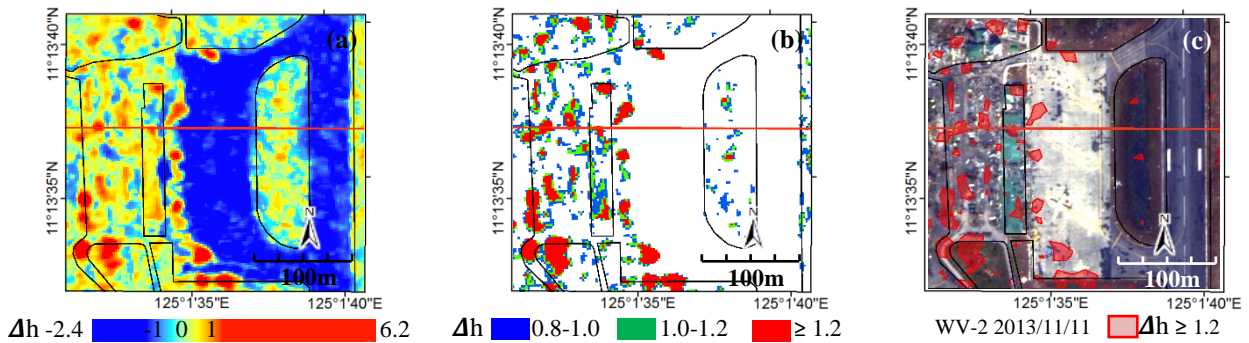 (a)
11°13'40"N
11°13'35"N
N
100m
125°1'35"E 125°1'40"E
Δh -2.4 -1 0 1 6.2
(b)
11°13'40"N
11°13'35"N
N
100m
125°1'35"E 125°1'40"E
Δh 0.8-1.0 1.0-1.2 ≥ 1.2
(c)
11°13'40"N
11°13'35"N
N
100m
125°1'35"E 125°1'40"E
WV-2 2013/11/11 Δh ≥ 1.2